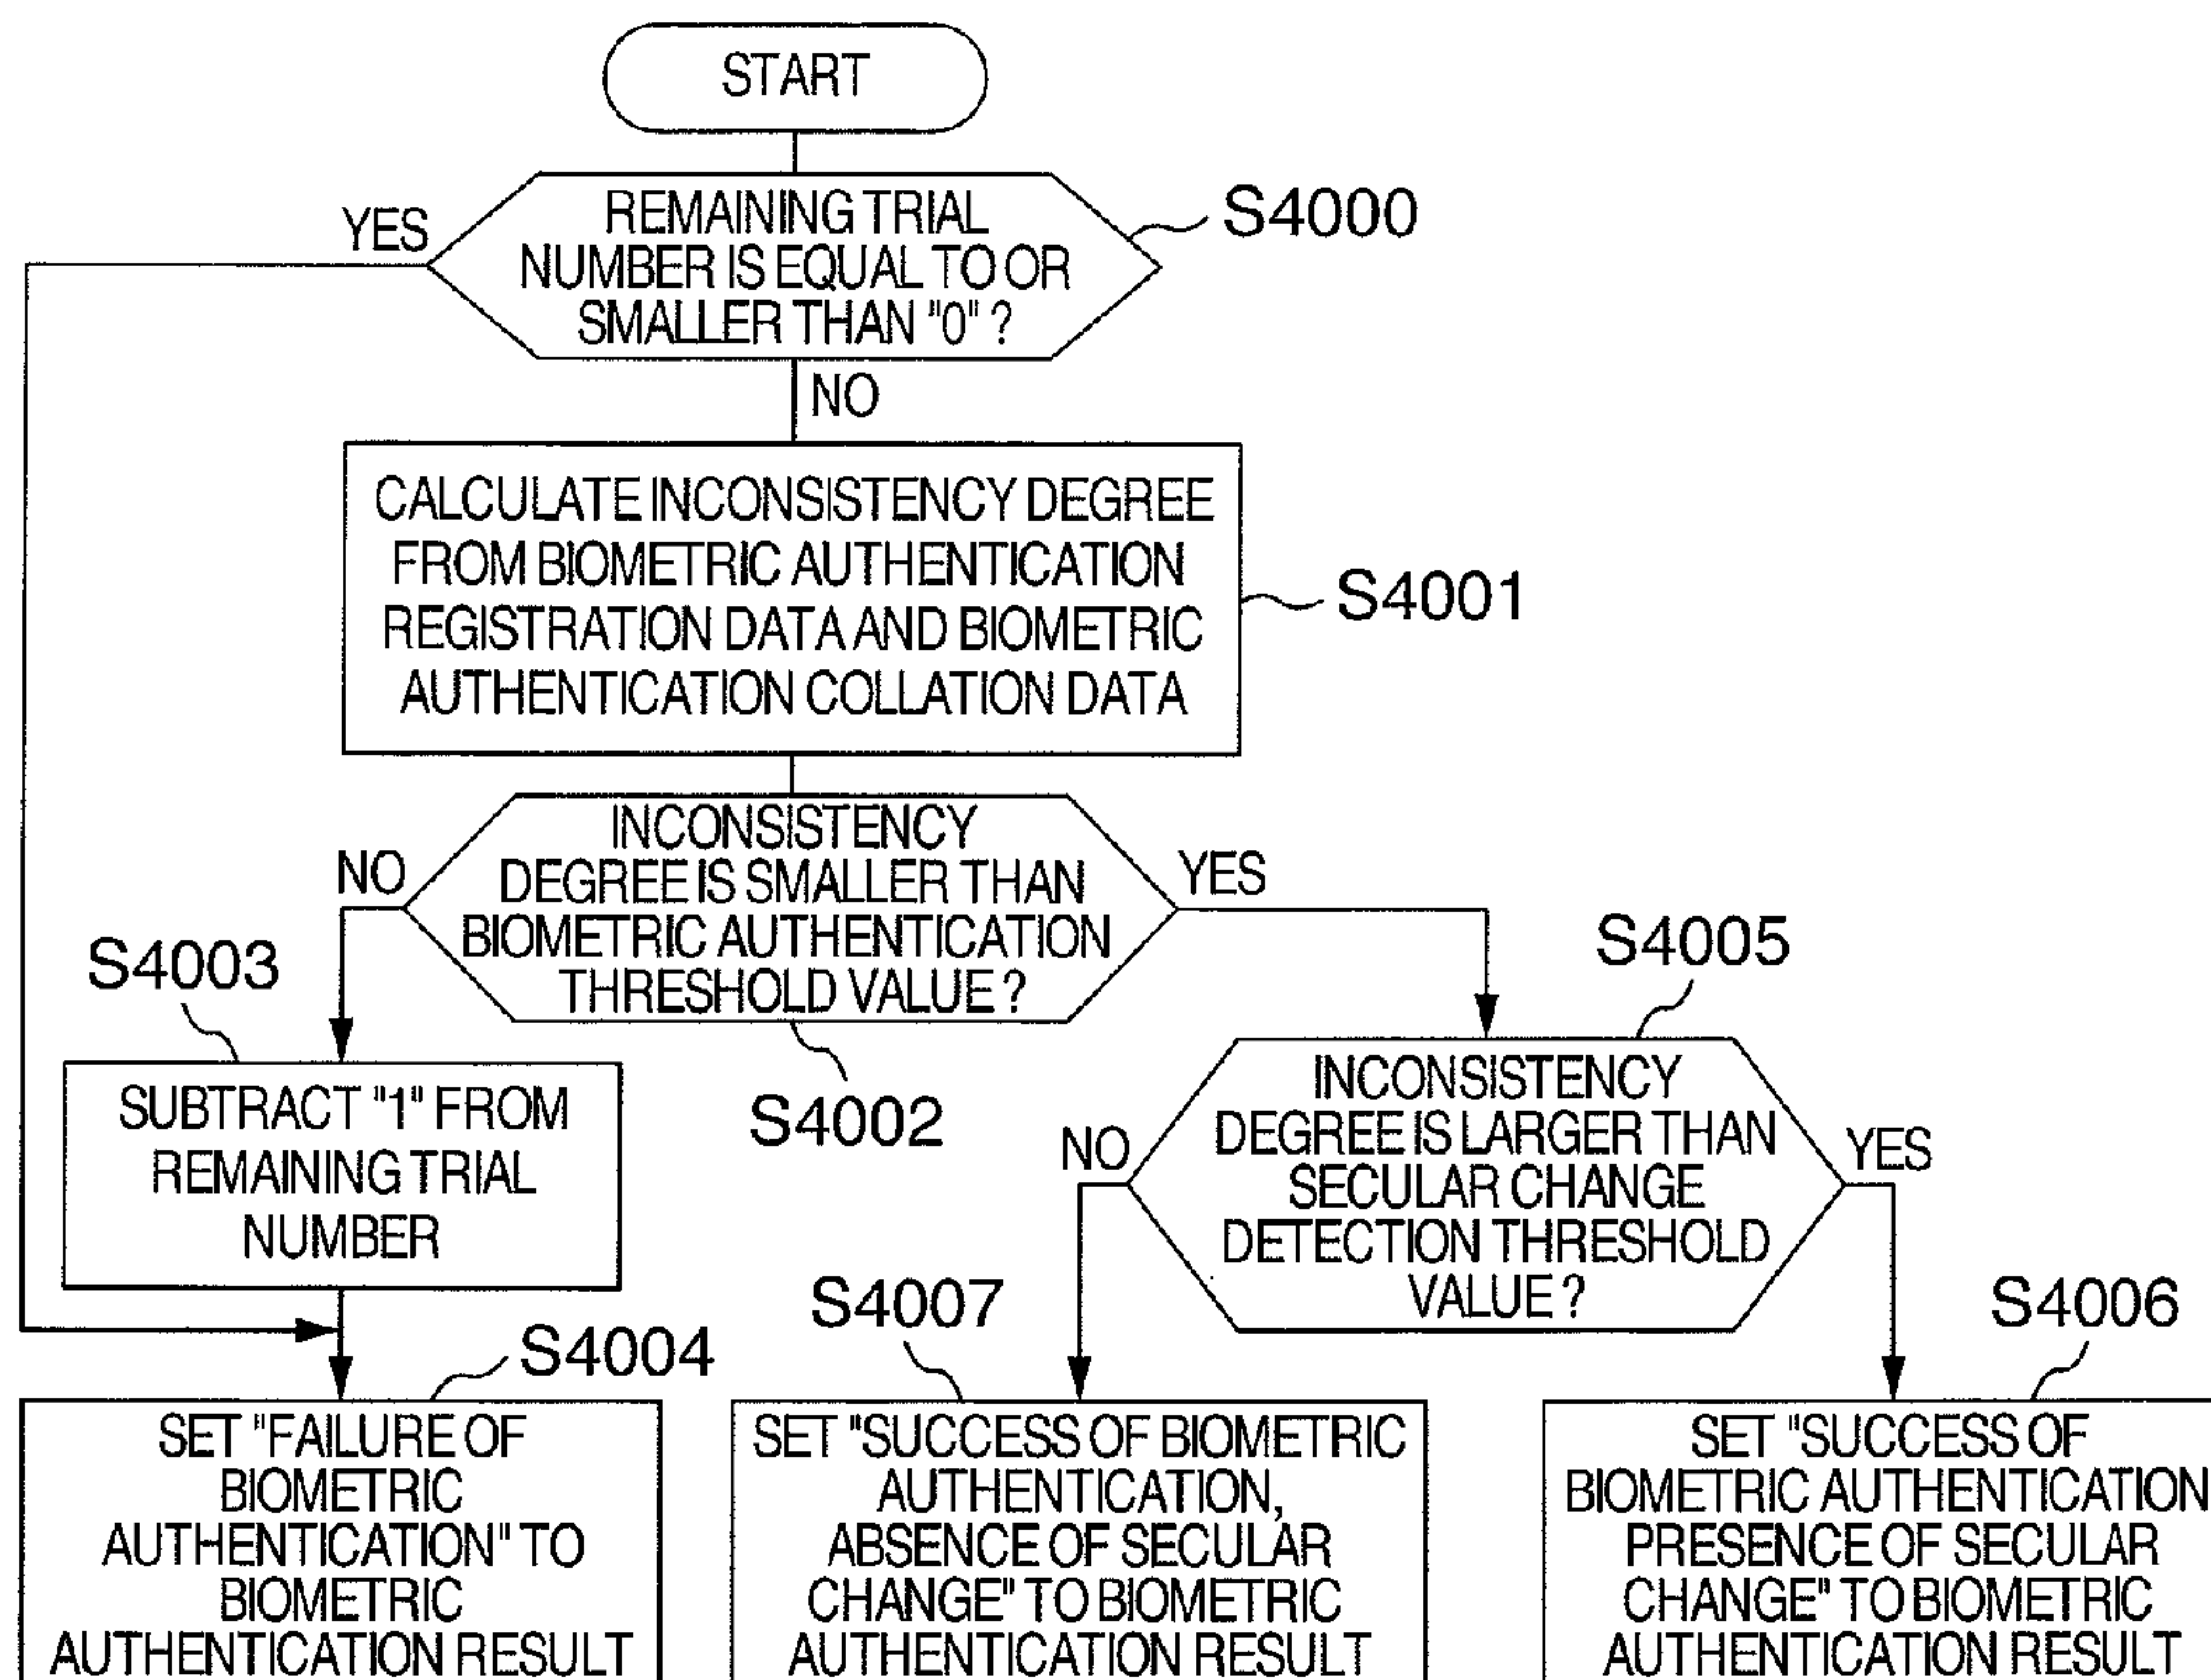 START
YES
REMAINING TRIAL
NUMBER IS EQUAL TO OR
SMALLER THAN "0" ?
S4000
NO
CALCULATE INCONSISTENCY DEGREE
FROM BIOMETRIC AUTHENTICATION
REGISTRATION DATA AND BIOMETRIC
AUTHENTICATION COLLATION DATA
S4001
NO
INCONSISTENCY
DEGREE IS SMALLER THAN
BIOMETRIC AUTHENTICATION
THRESHOLD VALUE ?
YES
S4002
S4003
SUBTRACT "1" FROM
REMAINING TRIAL
NUMBER
S4005
NO
INCONSISTENCY
DEGREE IS LARGER THAN
SECULAR CHANGE
DETECTION THRESHOLD
VALUE ?
YES
S4004
SET "FAILURE OF
BIOMETRIC
AUTHENTICATION" TO
BIOMETRIC
AUTHENTICATION RESULT
S4007
SET "SUCCESS OF BIOMETRIC
AUTHENTICATION,
ABSENCE OF SECULAR
CHANGE" TO BIOMETRIC
AUTHENTICATION RESULT
S4006
SET "SUCCESS OF
BIOMETRIC AUTHENTICATION
PRESENCE OF SECULAR
CHANGE" TO BIOMETRIC
AUTHENTICATION RESULT